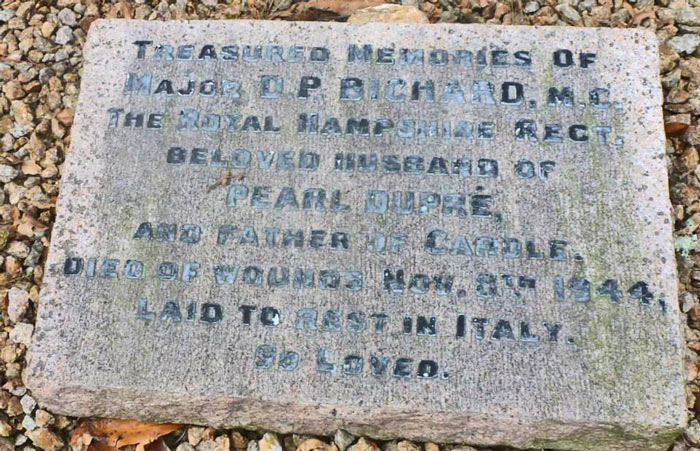 TREASURED MEMORIES OF
MAJOR D.P. BICHARD, M.C.
THE ROYAL HAMPSHIRE REGT.
BELOVED HUSBAND OF
PEARL DUPRÉ,
AND FATHER OF CAROLE.
DIED OF WOUNDS NOV. 8TH 1944,
LAID TO REST IN ITALY.
SO LOVED.